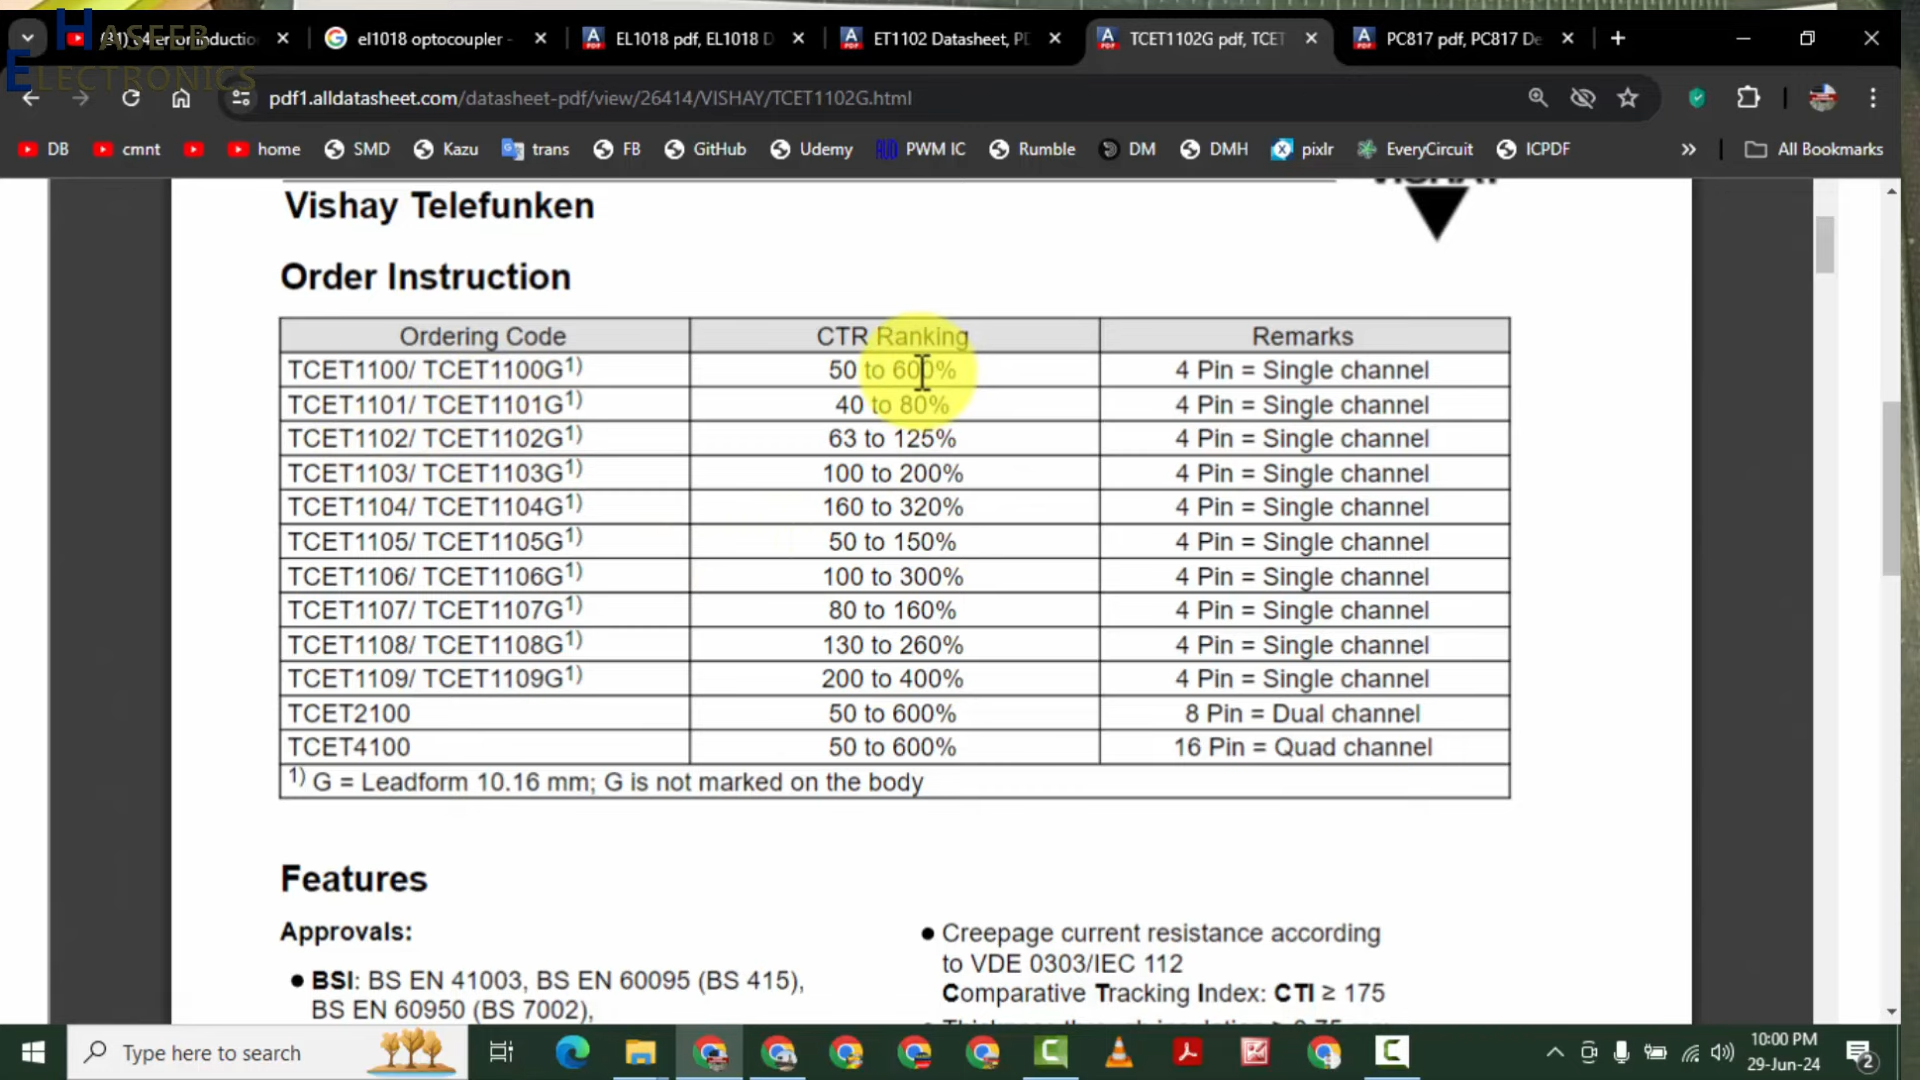 HASEEB
ELECTRONICS
el1018 optocoupler -
EL1018 pdf, EL1018 D
ET1102 Datasheet, PD
TCET1102G pdf, TCET
PC817 pdf, PC817 De
pdf1.alldatasheet.com/datasheet-pdf/view/26414/VISHAY/TCET1102G.html
DB cmnt home SMD Kazu trans FB GitHub Udemy PWM IC Rumble DM DMH pixlr EveryCircuit ICPDF » All Bookmarks
Vishay Telefunken
Order Instruction
Ordering Code CTR Ranking Remarks
TCET1100/ TCET1100G1) 50 to 600% 4 Pin = Single channel
TCET1101/ TCET1101G1) 40 to 80% 4 Pin = Single channel
TCET1102/ TCET1102G1) 63 to 125% 4 Pin = Single channel
TCET1103/ TCET1103G1) 100 to 200% 4 Pin = Single channel
TCET1104/ TCET1104G1) 160 to 320% 4 Pin = Single channel
TCET1105/ TCET1105G1) 50 to 150% 4 Pin = Single channel
TCET1106/ TCET1106G1) 100 to 300% 4 Pin = Single channel
TCET1107/ TCET1107G1) 80 to 160% 4 Pin = Single channel
TCET1108/ TCET1108G1) 130 to 260% 4 Pin = Single channel
TCET1109/ TCET1109G1) 200 to 400% 4 Pin = Single channel
TCET2100 50 to 600% 8 Pin = Dual channel
TCET4100 50 to 600% 16 Pin = Quad channel
1) G = Leadform 10.16 mm; G is not marked on the body
Features
Approvals:
● BSI: BS EN 41003, BS EN 60095 (BS 415),
BS EN 60950 (BS 7002),
● Creepage current resistance according
to VDE 0303/IEC 112
Comparative Tracking Index: CTI ≥ 175
Type here to search
10:00 PM
29-Jun-24
2